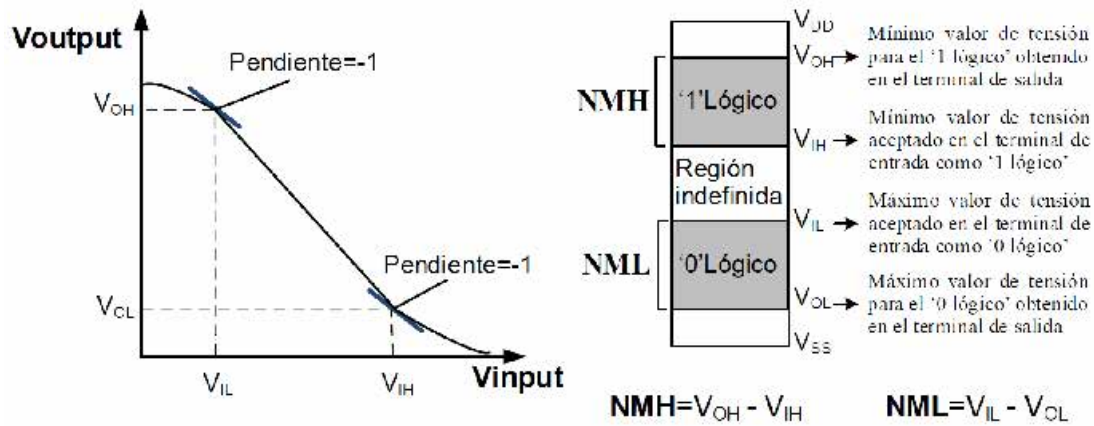 Voutput
Pendiente=-1
VOH
Pendiente=-1
VOL
VIL
VIH
Vinput
VDD
VOH
Mínimo valor de tensión
para el '1 lógico' obtenido
en el terminal de salida
NMH
'1'Lógico
VIH
Mínimo valor de tensión
aceptado en el terminal de
entrada como '1 lógico'
Región
indefinida
VIL
Máximo valor de tensión
aceptado en el terminal de
entrada como '0 lógico'
NML
'0'Lógico
VOL
Máximo valor de tensión
para el '0 lógico' obtenido
en el terminal de salida
VSS
NMH=VOH - VIH
NML=VIL - VOL